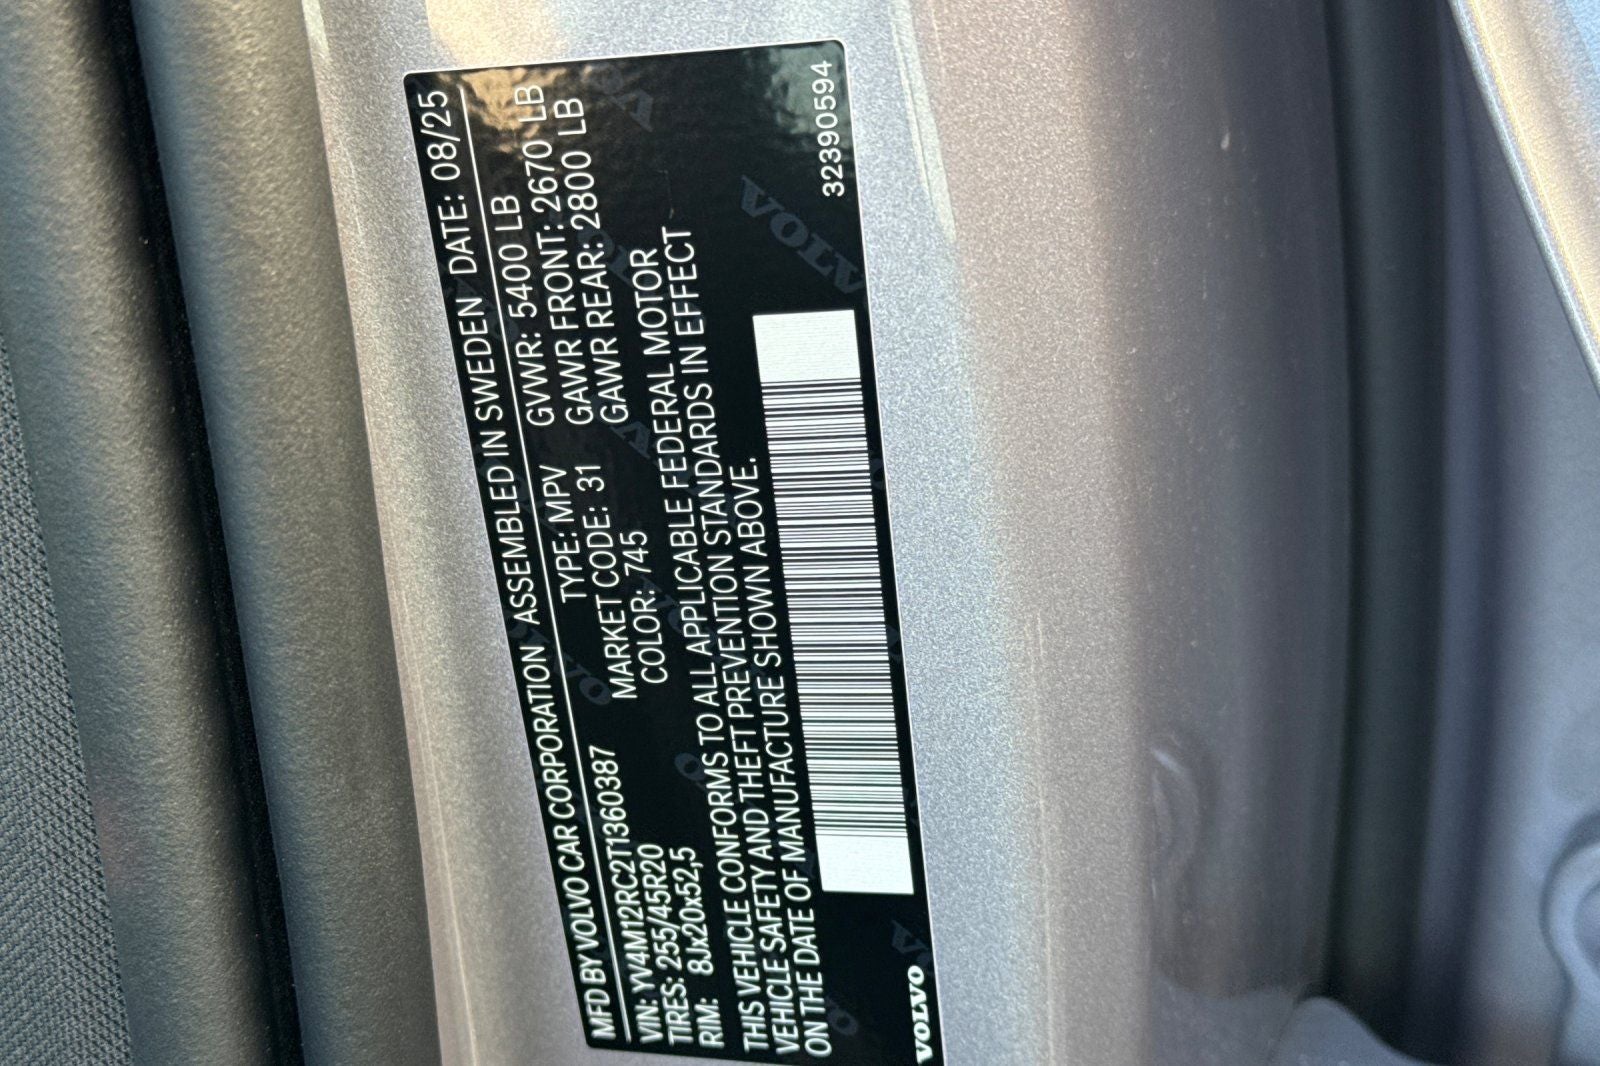 MFD BY VOLVO CAR CORPORATION ASSEMBLED IN SWEDEN DATE: 08/25
VIN: YV4M12RC2T1360387 TYPE: MPV GVWR: 5400 LB
TIRES: 255/45R20 MARKET CODE: 31 GAWR FRONT: 2670 LB
RIM: 8Jx20x52,5 COLOR: 745 GAWR REAR: 2800 LB
THIS VEHICLE CONFORMS TO ALL APPLICABLE FEDERAL MOTOR
VEHICLE SAFETY AND THEFT PREVENTION STANDARDS IN EFFECT
ON THE DATE OF MANUFACTURE SHOWN ABOVE.
VOLVO 32390594